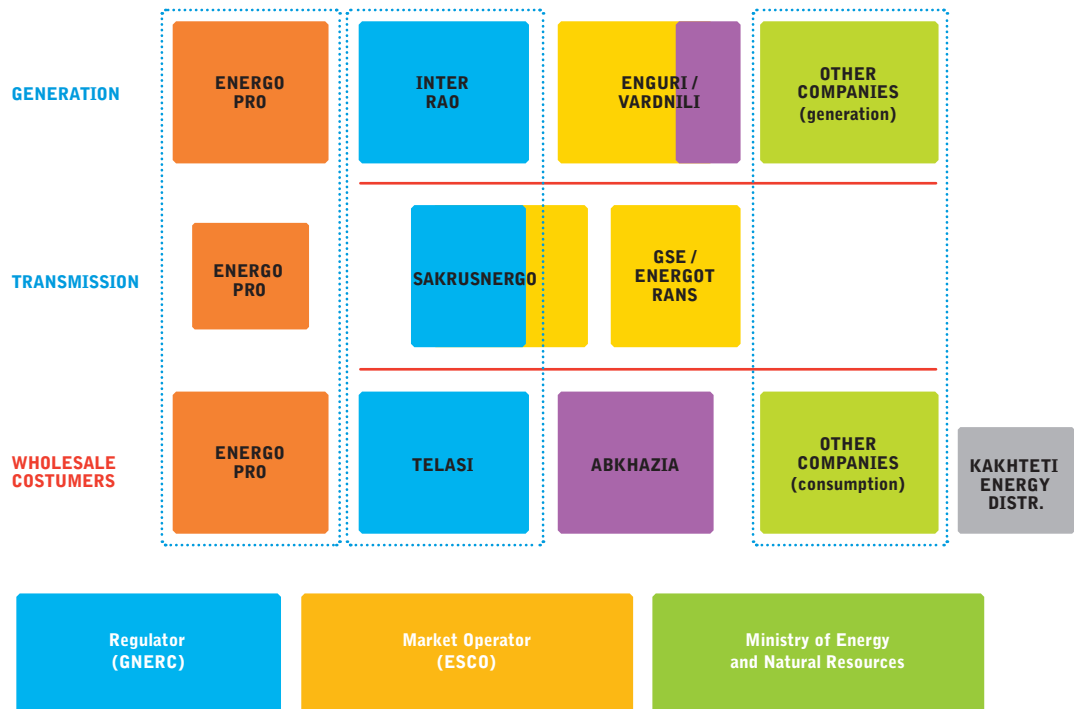 GENERATION
ENERGO
PRO
INTER
RAO
ENGURI /
VARDNILI
OTHER
COMPANIES
(generation)
TRANSMISSION
ENERGO
PRO
SAKRUSNERGO
GSE /
ENERGOT
RANS
WHOLESALE
COSTUMERS
ENERGO
PRO
TELASI
ABKHAZIA
OTHER
COMPANIES
(consumption)
KAKHTETI
ENERGY
DISTR.
Regulator
(GNERC)
Market Operator
(ESCO)
Ministry of Energy
and Natural Resources